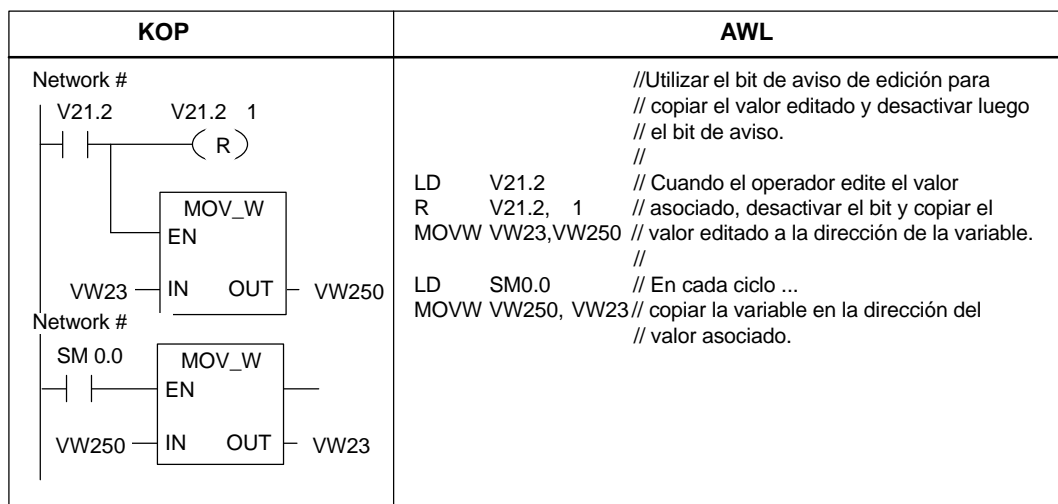 KOP
AWL
Network #
V21.2 V21.2 1
R
MOV_W
EN
VW23 IN OUT VW250
Network #
SM 0.0
MOV_W
EN
VW250 IN OUT VW23
//Utilizar el bit de aviso de edición para
// copiar el valor editado y desactivar luego
// el bit de aviso.
//
LD V21.2 // Cuando el operador edite el valor
R V21.2, 1 // asociado, desactivar el bit y copiar el
MOVW VW23,VW250 // valor editado a la dirección de la variable.
//
LD SM0.0 // En cada ciclo ...
MOVW VW250, VW23 // copiar la variable en la dirección del
// valor asociado.